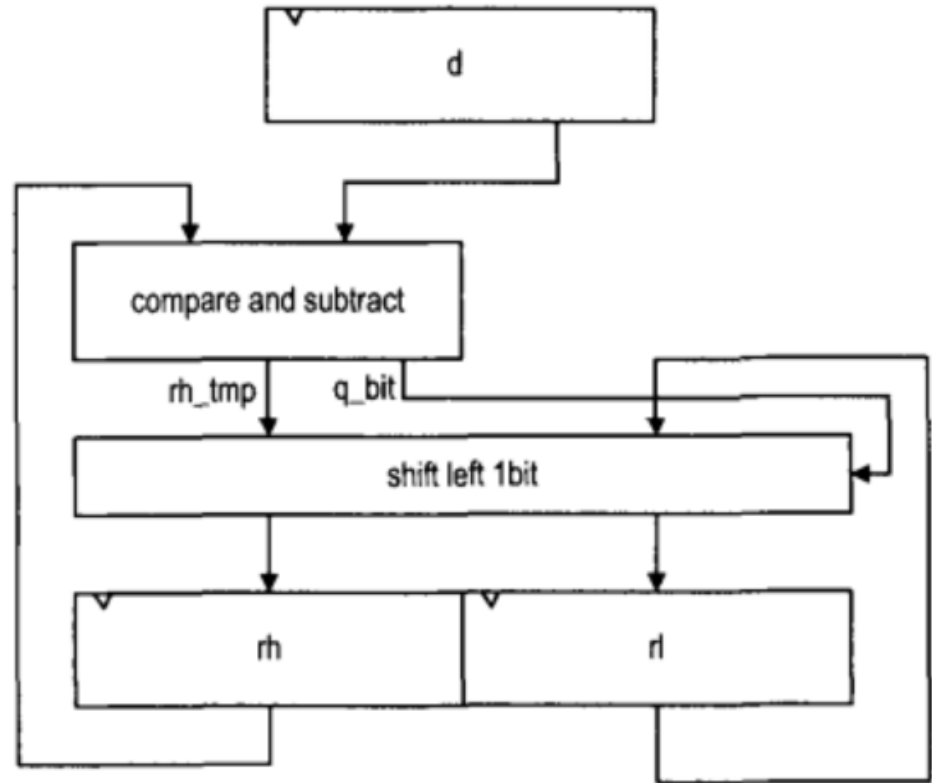 d
compare and subtract
rh_tmp
q_bit
shift left 1bit
rh
rl